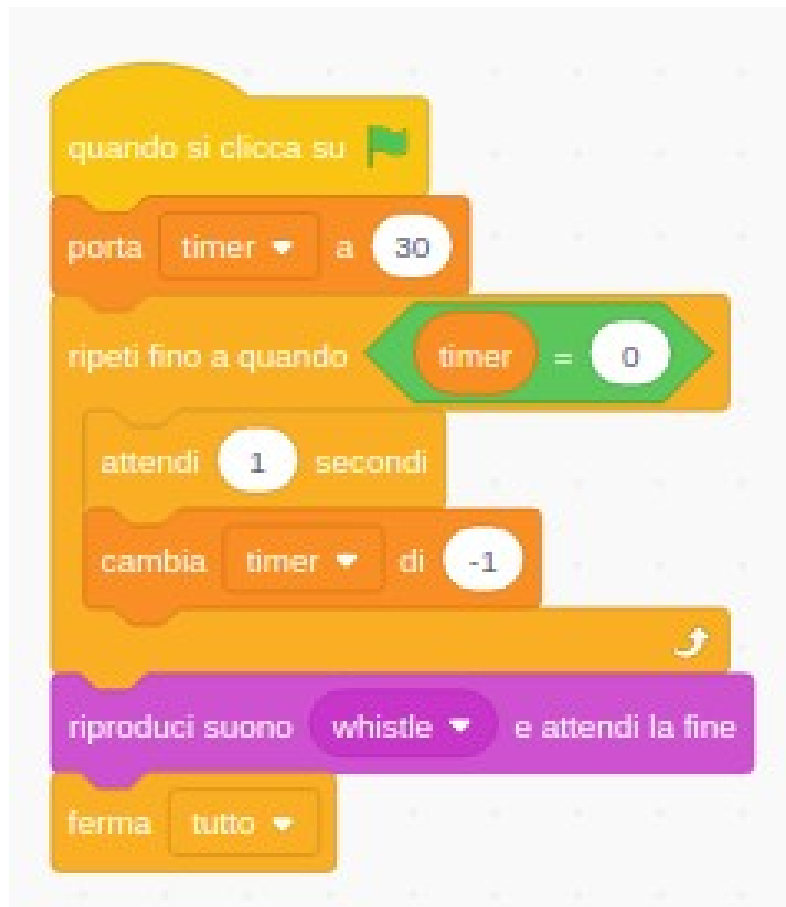 quando si clicca su
porta timer a 30
ripeti fino a quando timer = 0
attendi 1 secondi
cambia timer di -1
riproduci suono whistle e attendi la fine
ferma tutto